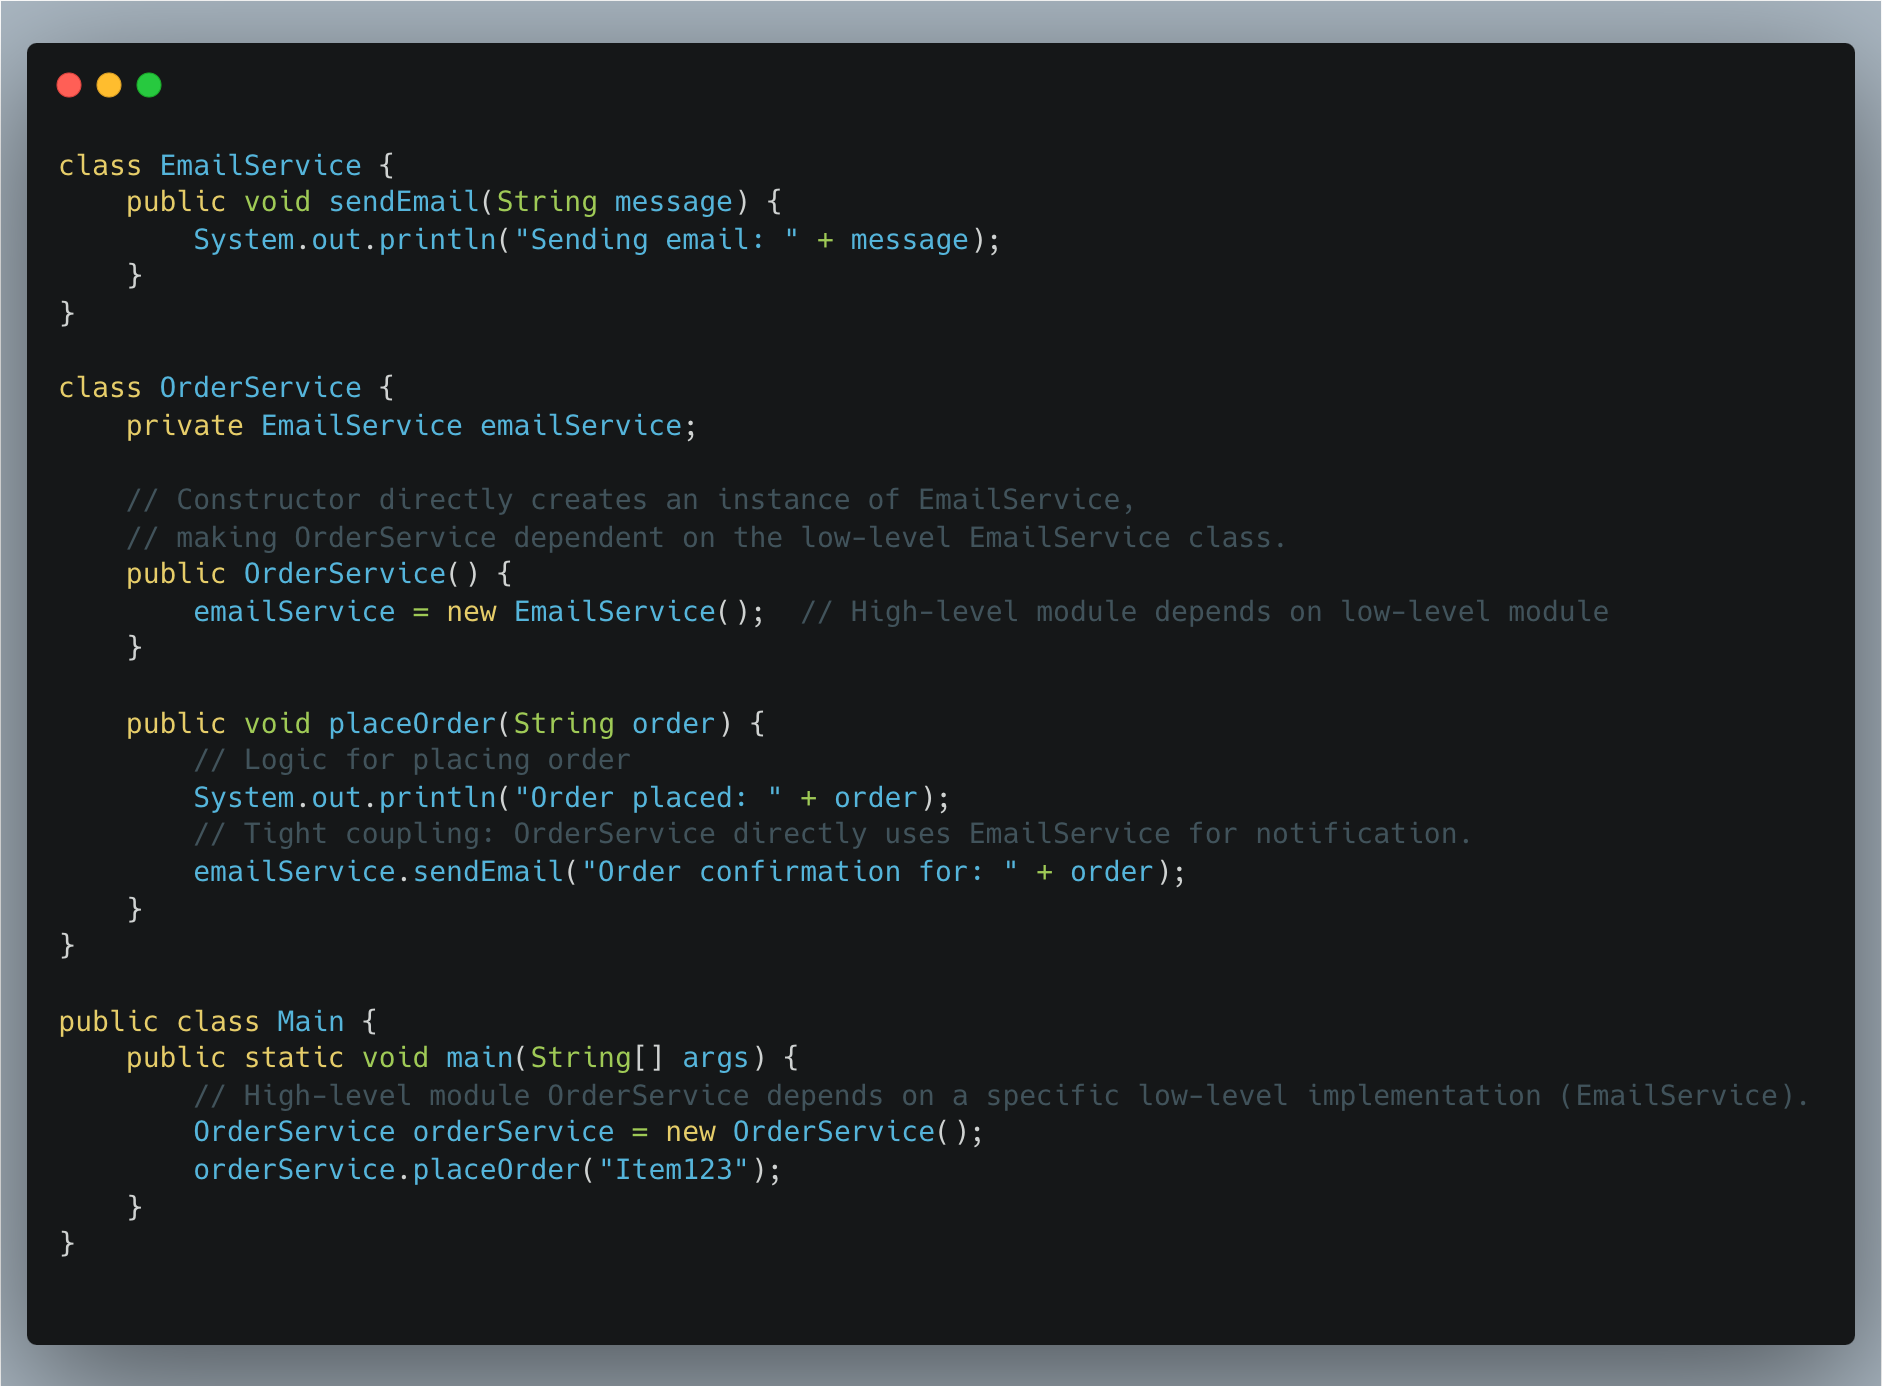 class EmailService {
    public void sendEmail(String message) {
        System.out.println("Sending email: " + message);
    }
}

class OrderService {
    private EmailService emailService;

    // Constructor directly creates an instance of EmailService,
    // making OrderService dependent on the low-level EmailService class.
    public OrderService() {
        emailService = new EmailService();  // High-level module depends on low-level module
    }

    public void placeOrder(String order) {
        // Logic for placing order
        System.out.println("Order placed: " + order);
        // Tight coupling: OrderService directly uses EmailService for notification.
        emailService.sendEmail("Order confirmation for: " + order);
    }
}

public class Main {
    public static void main(String[] args) {
        // High-level module OrderService depends on a specific low-level implementation (EmailService).
        OrderService orderService = new OrderService();
        orderService.placeOrder("Item123");
    }
}